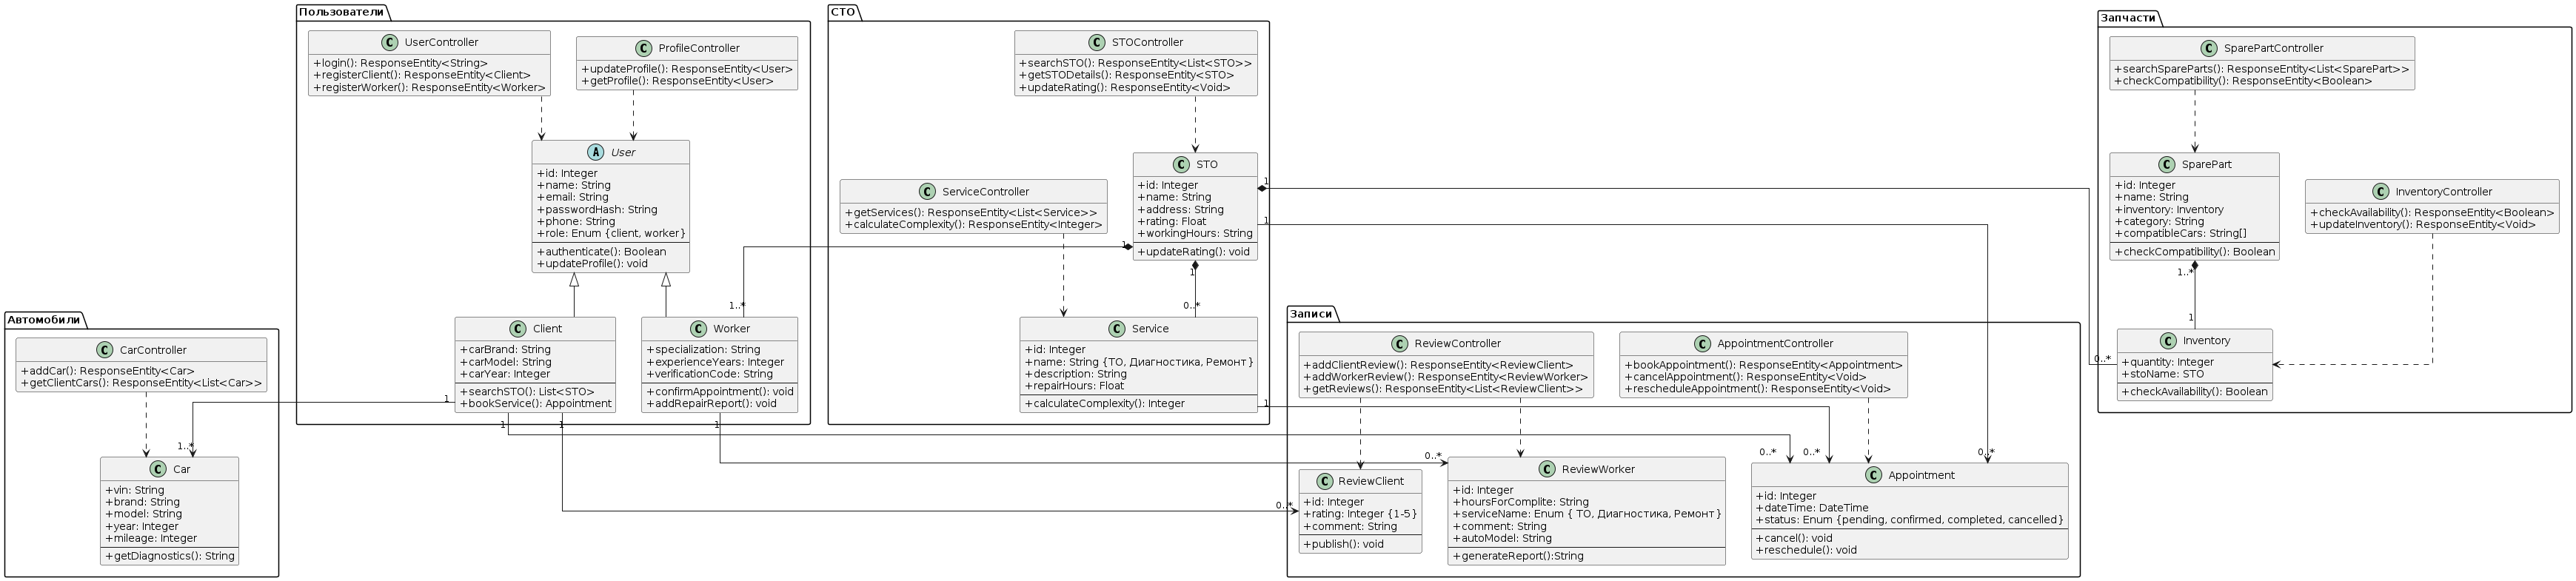 Пользователи
UserController
+login(): ResponseEntity<String>
+registerClient(): ResponseEntity<Client>
+registerWorker(): ResponseEntity<Worker>
ProfileController
+updateProfile(): ResponseEntity<User>
+getProfile(): ResponseEntity<User>
User
+id: Integer
+name: String
+email: String
+passwordHash: String
+phone: String
+role: Enum {client, worker}
+authenticate(): Boolean
+updateProfile(): void
Client
+carBrand: String
+carModel: String
+carYear: Integer
+searchSTO(): List<STO>
+bookService(): Appointment
Worker
+specialization: String
+experienceYears: Integer
+verificationCode: String
+confirmAppointment(): void
+addRepairReport(): void
СТО
STOController
+searchSTO(): ResponseEntity<List<STO>>
+getSTODetails(): ResponseEntity<STO>
+updateRating(): ResponseEntity<Void>
ServiceController
+getServices(): ResponseEntity<List<Service>>
+calculateComplexity(): ResponseEntity<Integer>
STO
+id: Integer
+name: String
+address: String
+rating: Float
+workingHours: String
+updateRating(): void
Service
+id: Integer
+name: String {ТО, Диагностика, Ремонт}
+description: String
+repairHours: Float
+calculateComplexity(): Integer
Запчасти
SparePartController
+searchSpareParts(): ResponseEntity<List<SparePart>>
+checkCompatibility(): ResponseEntity<Boolean>
SparePart
+id: Integer
+name: String
+inventory: Inventory
+category: String
+compatibleCars: String[]
+checkCompatibility(): Boolean
InventoryController
+checkAvailability(): ResponseEntity<Boolean>
+updateInventory(): ResponseEntity<Void>
Inventory
+quantity: Integer
+stoName: STO
+checkAvailability(): Boolean
Автомобили
CarController
+addCar(): ResponseEntity<Car>
+getClientCars(): ResponseEntity<List<Car>>
Car
+vin: String
+brand: String
+model: String
+year: Integer
+mileage: Integer
+getDiagnostics(): String
Записи
ReviewController
+addClientReview(): ResponseEntity<ReviewClient>
+addWorkerReview(): ResponseEntity<ReviewWorker>
+getReviews(): ResponseEntity<List<ReviewClient>>
AppointmentController
+bookAppointment(): ResponseEntity<Appointment>
+cancelAppointment(): ResponseEntity<Void>
+rescheduleAppointment(): ResponseEntity<Void>
ReviewClient
+id: Integer
+rating: Integer {1-5}
+comment: String
+publish(): void
ReviewWorker
+id: Integer
+hoursForComplite: String
+serviceName: Enum { ТО, Диагностика, Ремонт}
+comment: String
+autoModel: String
+generateReport():String
Appointment
+id: Integer
+dateTime: DateTime
+status: Enum {pending, confirmed, completed, cancelled}
+cancel(): void
+reschedule(): void
1
1
1
1..*
1
0..*
1..*
1
0..*
1
1..*
1
1
1
1
0..*
0..*
0..*
0..*
0..*